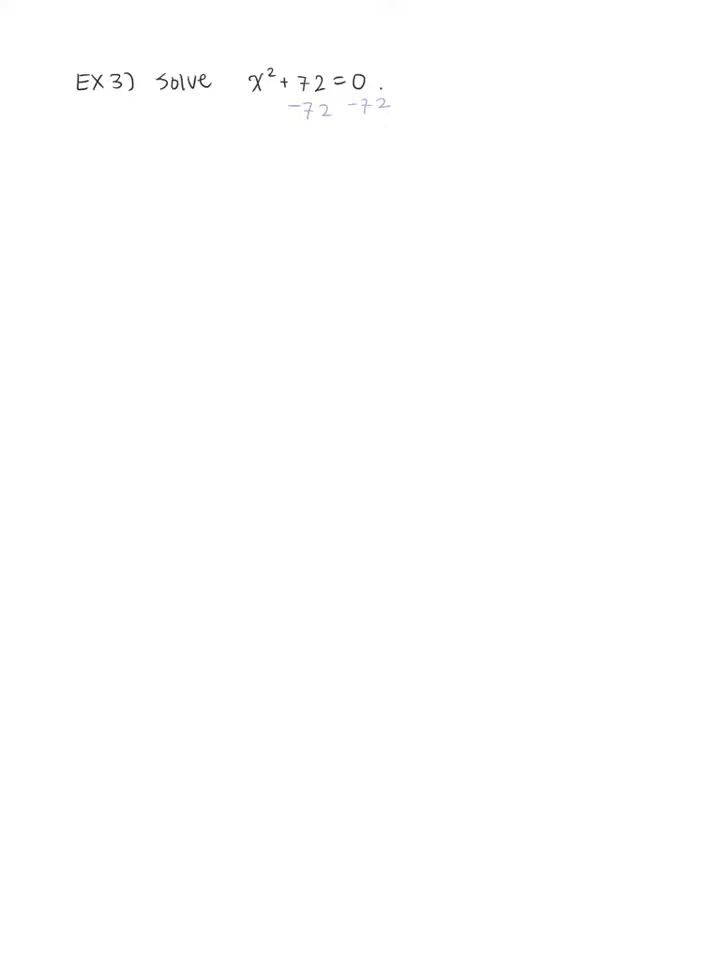 EX 3) Solve x² + 72 = 0 .
-72 -72